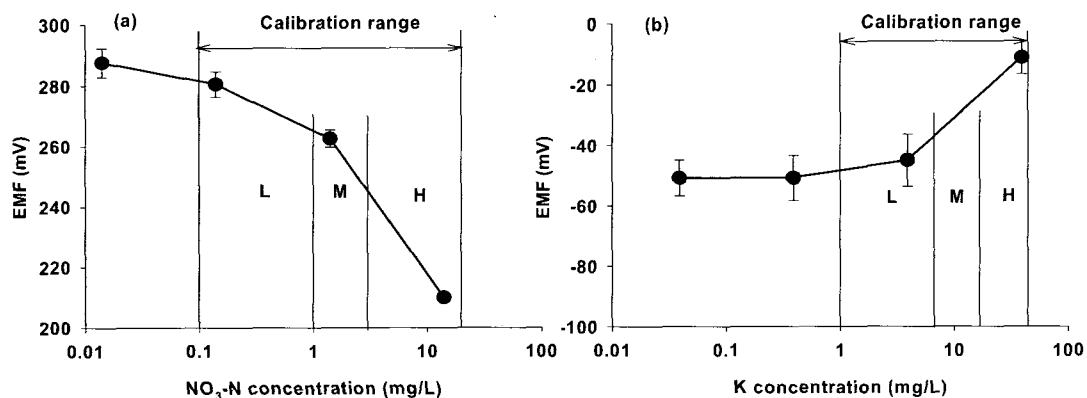 (a)
Calibration range
300
280
260
240
220
200
EMF (mV)
L
M
H
0.01
0.1
1
10
100
NO₃-N concentration (mg/L)
(b)
Calibration range
-0
-20
-40
-60
-80
-100
EMF (mV)
L
M
H
0.01
0.1
1
10
100
K concentration (mg/L)